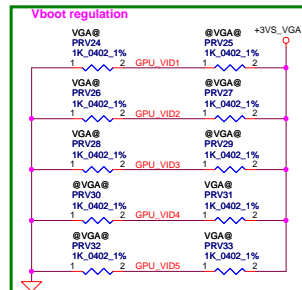 Vboot regulation
+3VS_VGA
VGA@ @VGA@
PRV24 PRV25
1K_0402_1% 1K_0402_1%
1 2 GPU_VID1 1 2
VGA@ @VGA@
PRV26 PRV27
1K_0402_1% 1K_0402_1%
1 2 GPU_VID2 1 2
VGA@ @VGA@
PRV28 PRV29
1K_0402_1% 1K_0402_1%
1 2 GPU_VID3 1 2
@VGA@ VGA@
PRV30 PRV31
1K_0402_1% 1K_0402_1%
1 2 GPU_VID4 1 2
@VGA@ VGA@
PRV32 PRV33
1K_0402_1% 1K_0402_1%
1 2 GPU_VID5 1 2